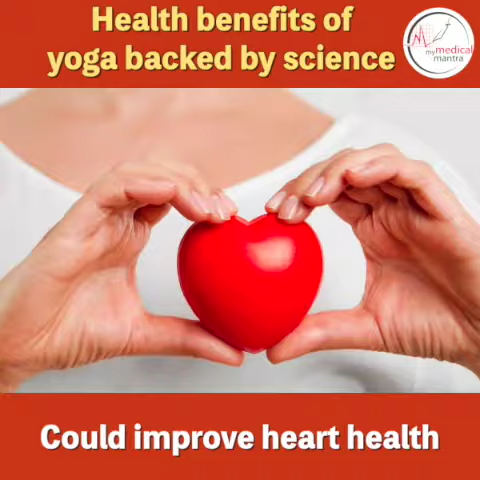 Health benefits of
yoga backed by science
my medical
mantra
Could improve heart health